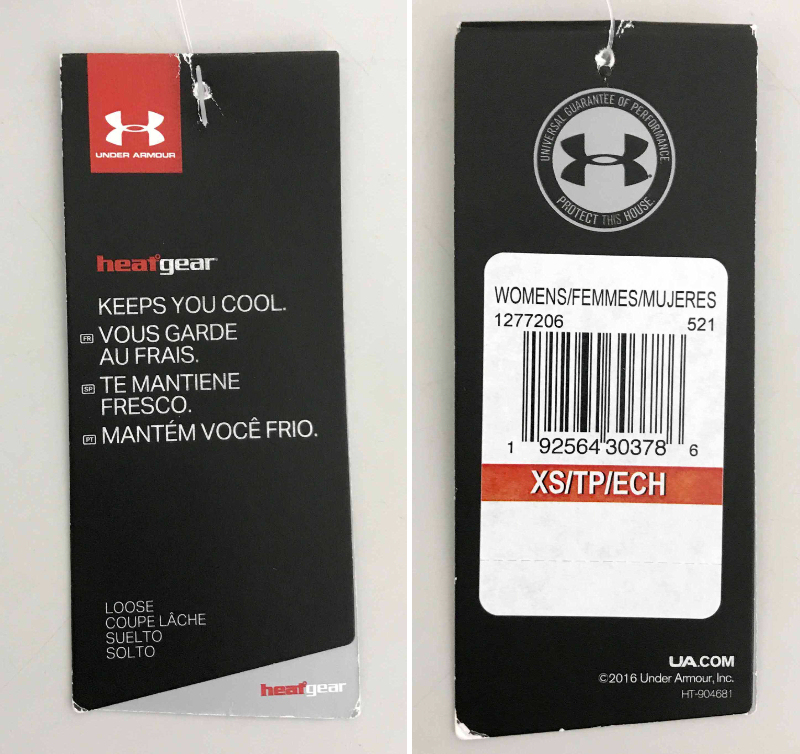 UNDER ARMOUR
heatgear
KEEPS YOU COOL.
FR VOUS GARDE
AU FRAIS.
SP TE MANTIENE
FRESCO.
PT MANTÉM VOCÊ FRIO.
LOOSE
COUPE LÂCHE
SUELTO
SOLTO
heatgear
UNIVERSAL GUARANTEE OF PERFORMANCE
PROTECT THIS HOUSE.
WOMENS/FEMMES/MUJERES
1277206 521
1 92564 30378 6
XS/TP/ECH
UA.COM
©2016 Under Armour, Inc.
HT-904681